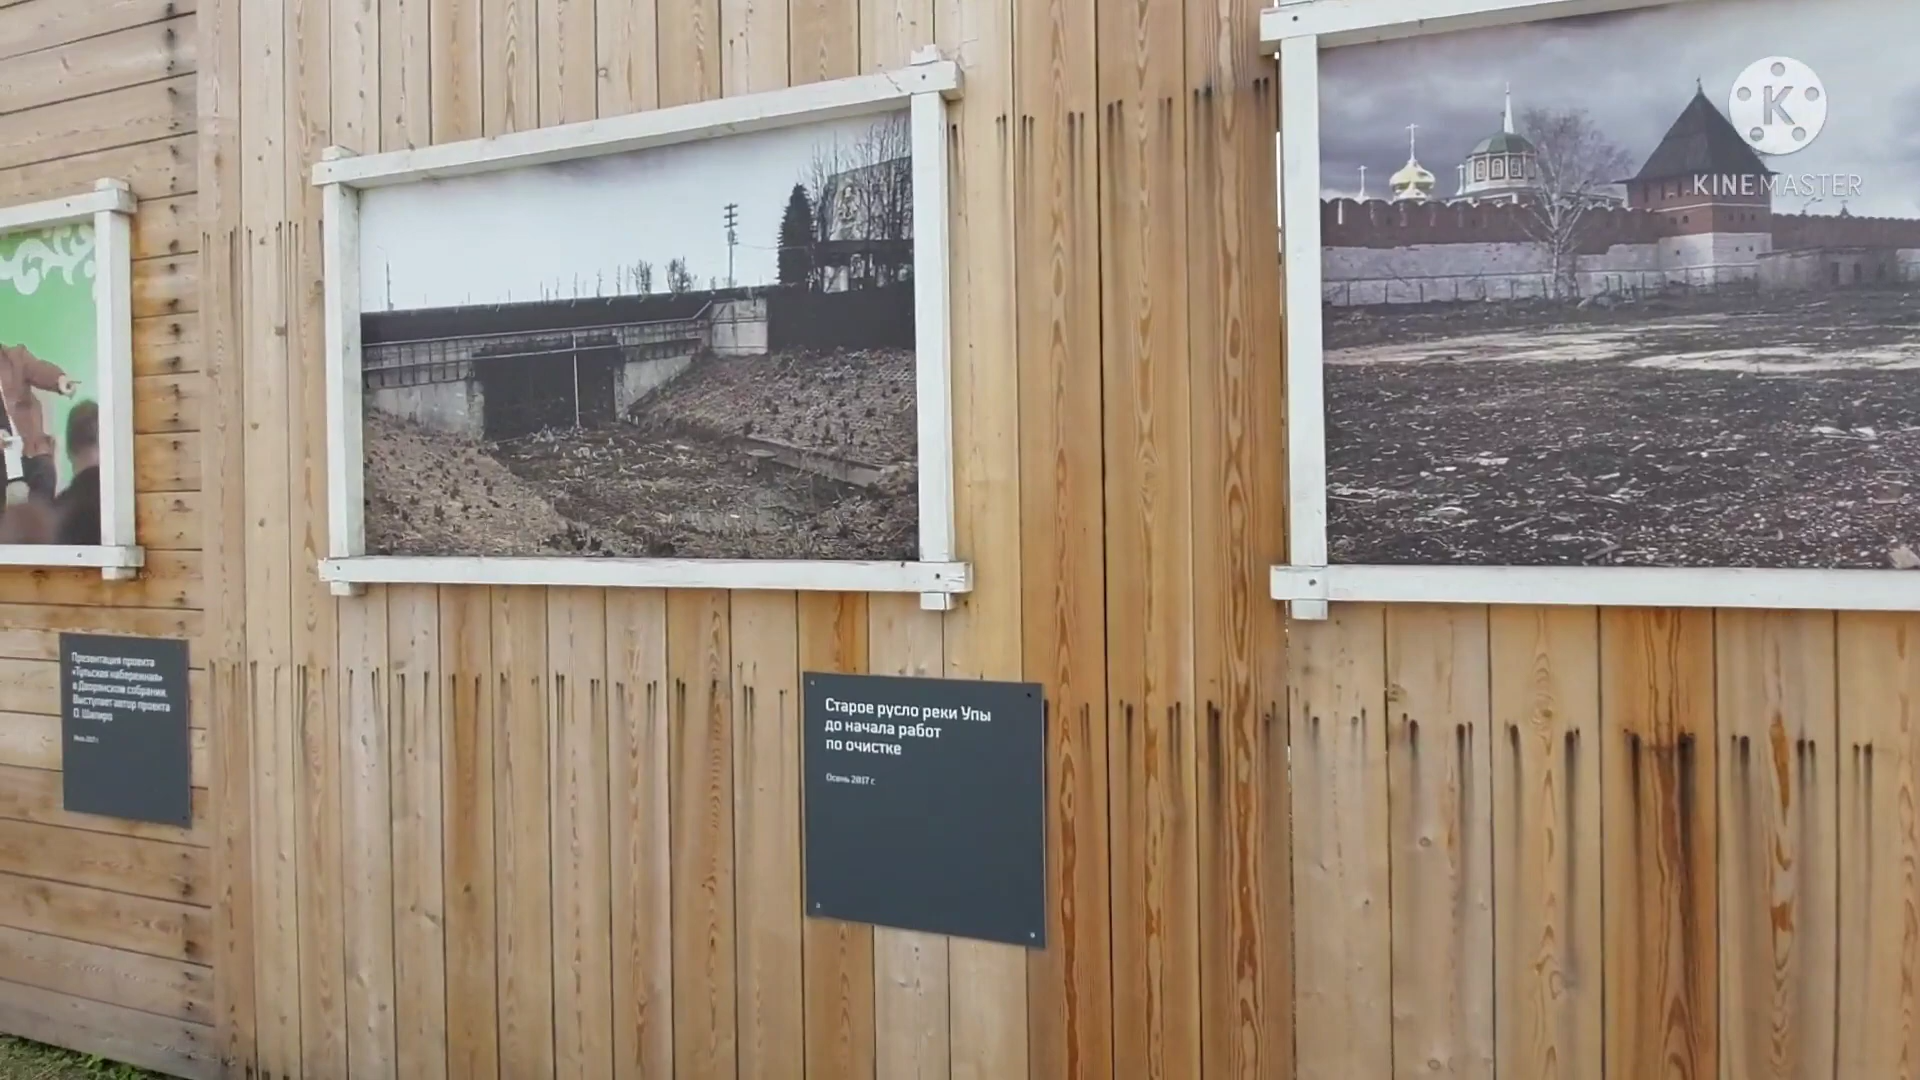 Презентация проекта
«Тульская набережная»
в Дворянском собрании.
Выступает автор проекта
О. Шапиро
Старое русло реки Упы
до начала работ
по очистке
Осень 2017 г.
K
KINEMASTER